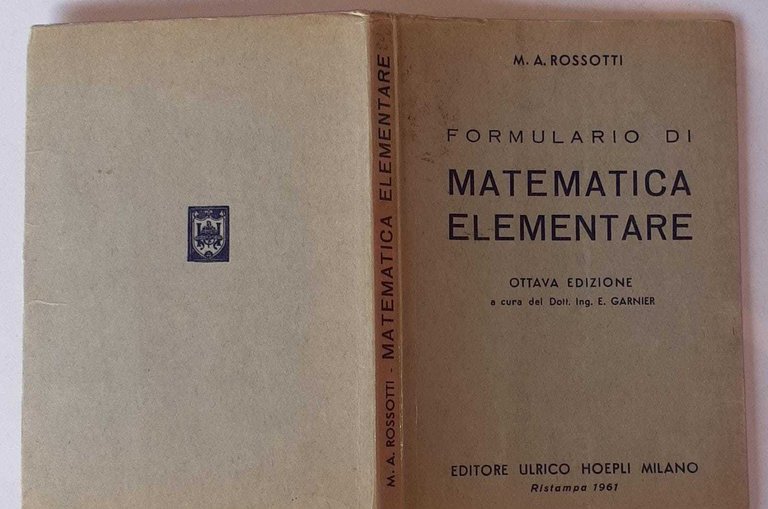 M. A. ROSSOTTI - MATEMATICA ELEMENTARE
M. A. ROSSOTTI
FORMULARIO DI
MATEMATICA
ELEMENTARE
OTTAVA EDIZIONE
a cura del Dott. Ing. E. GARNIER
EDITORE ULRICO HOEPLI MILANO
Ristampa 1961